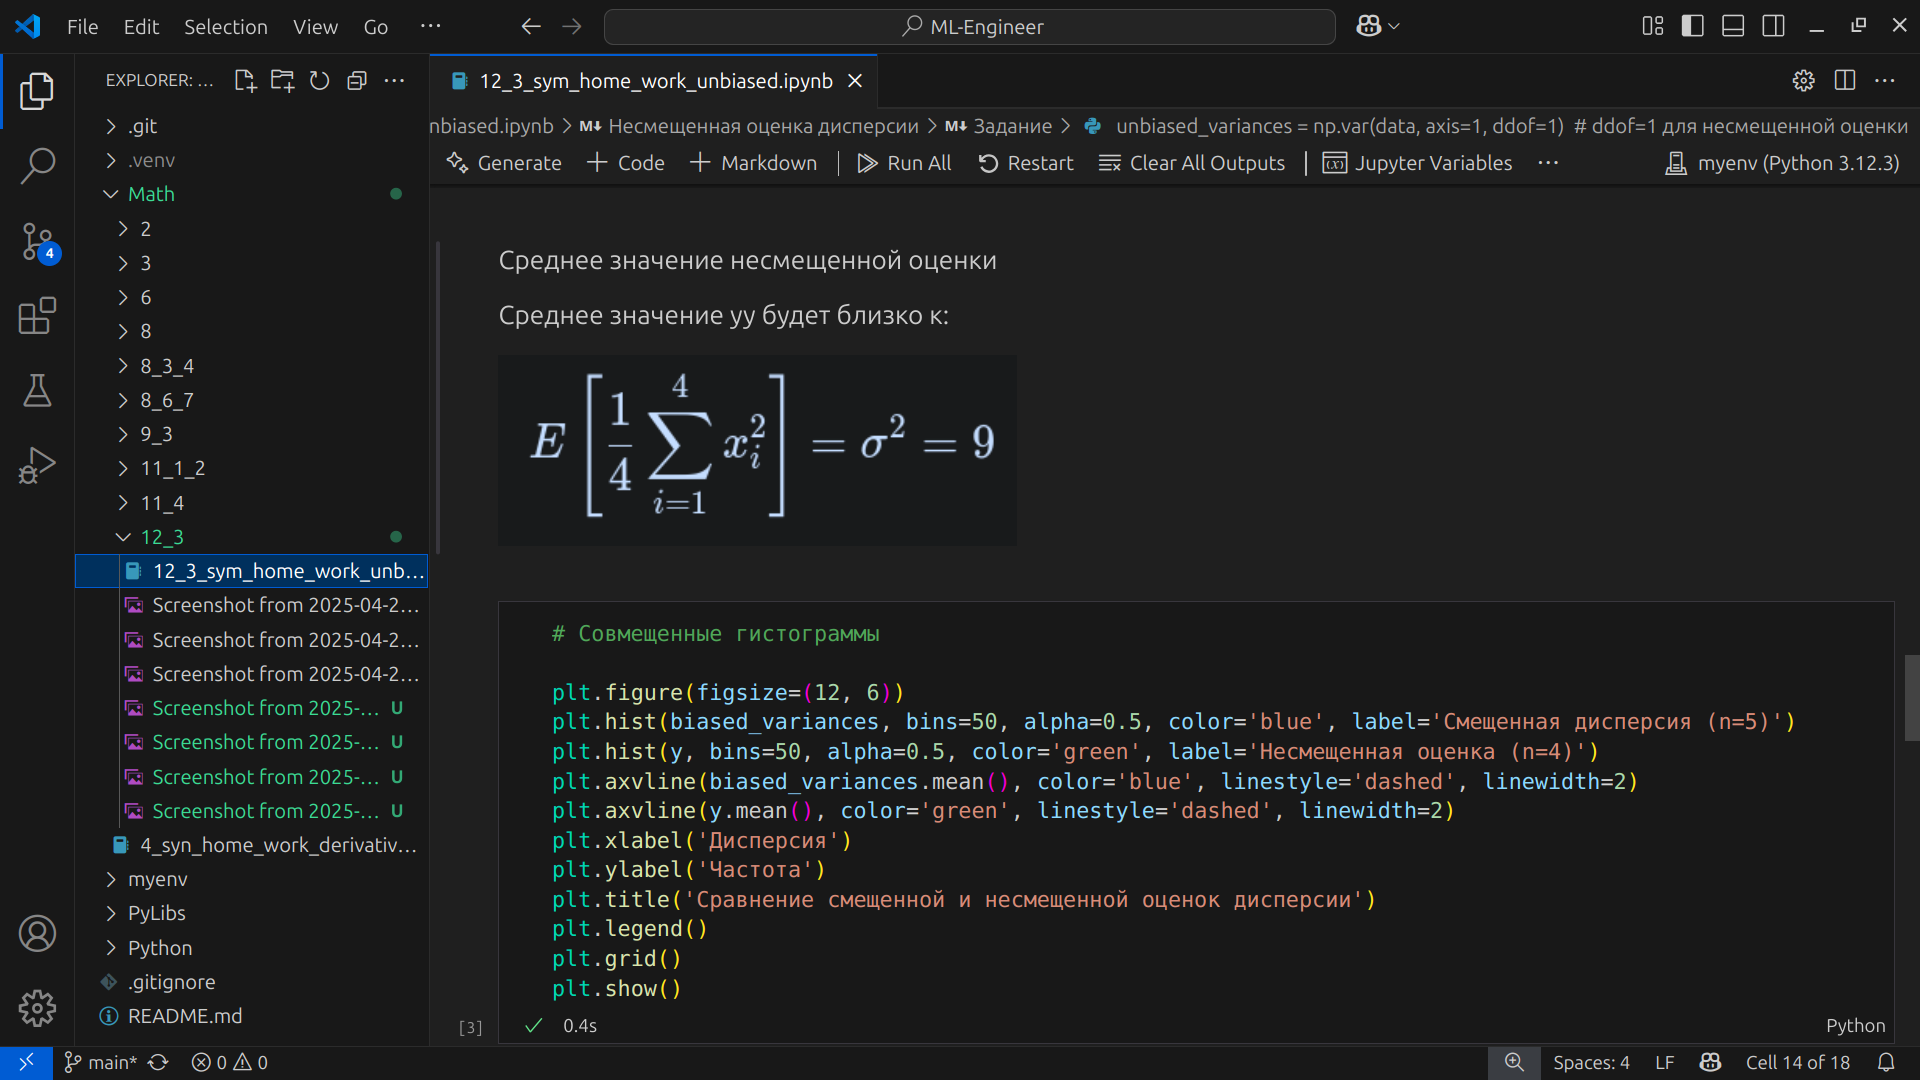 File Edit Selection View Go ··· ML-Engineer
EXPLORER: ...
.git
.venv
Math
2
3
6
8
8_3_4
8_6_7
9_3
11_1_2
11_4
12_3
12_3_sym_home_work_unb...
Screenshot from 2025-04-2...
Screenshot from 2025-04-2...
Screenshot from 2025-04-2...
Screenshot from 2025-... U
Screenshot from 2025-... U
Screenshot from 2025-... U
Screenshot from 2025-... U
4_syn_home_work_derivativ...
myenv
PyLibs
Python
.gitignore
README.md
4
12_3_sym_home_work_unbiased.ipynb
nbiased.ipynb > M↓ Несмещенная оценка дисперсии > M↓ Задание > unbiased_variances = np.var(data, axis=1, ddof=1) # ddof=1 для несмещенной оценки
Generate + Code + Markdown | Run All Restart Clear All Outputs | Jupyter Variables ··· myenv (Python 3.12.3)
Среднее значение несмещенной оценки
Среднее значение yy будет близко к:
E [ 1/4 ∑_{i=1}^{4} x_i^2 ] = σ^2 = 9
# Совмещенные гистограммы
plt.figure(figsize=(12, 6))
plt.hist(biased_variances, bins=50, alpha=0.5, color='blue', label='Смещенная дисперсия (n=5)')
plt.hist(y, bins=50, alpha=0.5, color='green', label='Несмещенная оценка (n=4)')
plt.axvline(biased_variances.mean(), color='blue', linestyle='dashed', linewidth=2)
plt.axvline(y.mean(), color='green', linestyle='dashed', linewidth=2)
plt.xlabel('Дисперсия')
plt.ylabel('Частота')
plt.title('Сравнение смещенной и несмещенной оценок дисперсии')
plt.legend()
plt.grid()
plt.show()
[3] 0.4s Python
main* 0 0 Spaces: 4 LF Cell 14 of 18